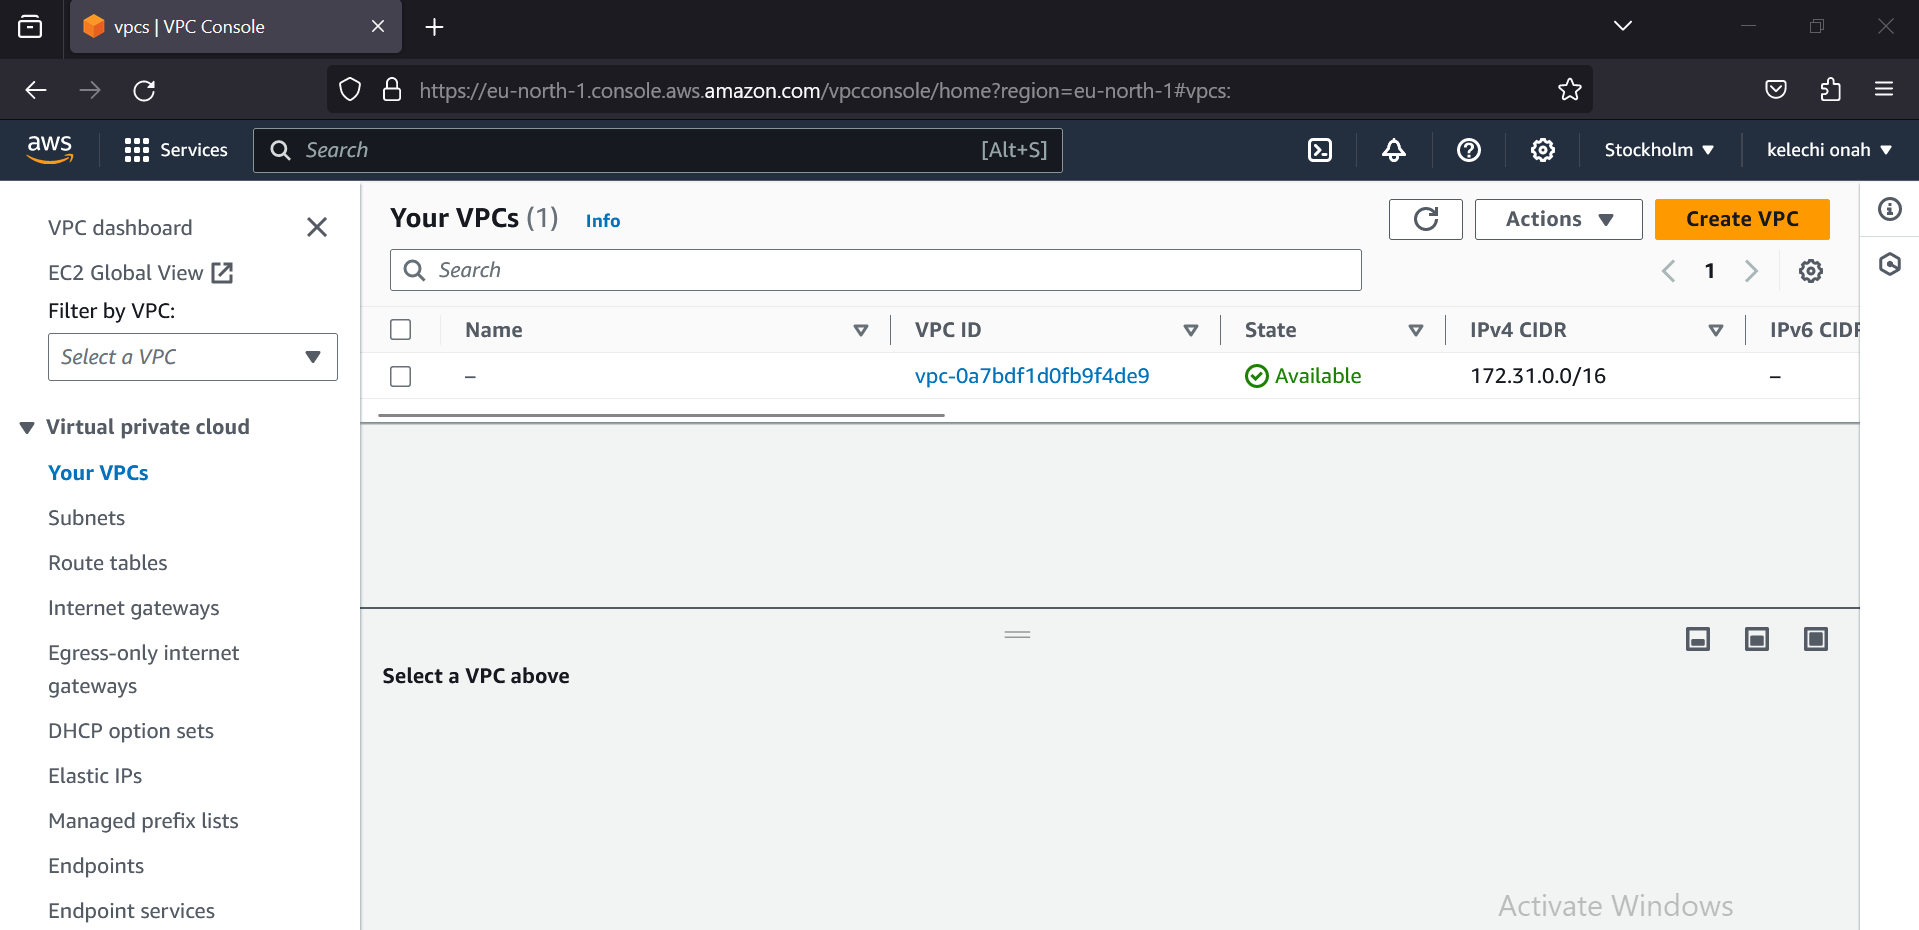 vpcs | VPC Console
https://eu-north-1.console.aws.amazon.com/vpcconsole/home?region=eu-north-1#vpcs:
aws
Services
Search
[Alt+S]
Stockholm
kelechi onah
VPC dashboard
EC2 Global View
Filter by VPC:
Select a VPC
Virtual private cloud
Your VPCs
Subnets
Route tables
Internet gateways
Egress-only internet
gateways
DHCP option sets
Elastic IPs
Managed prefix lists
Endpoints
Endpoint services
Your VPCs (1) Info
Actions
Create VPC
Search
1
Name VPC ID State IPv4 CIDR IPv6 CIDR
– vpc-0a7bdf1d0fb9f4de9 Available 172.31.0.0/16 –
Select a VPC above
Activate Windows